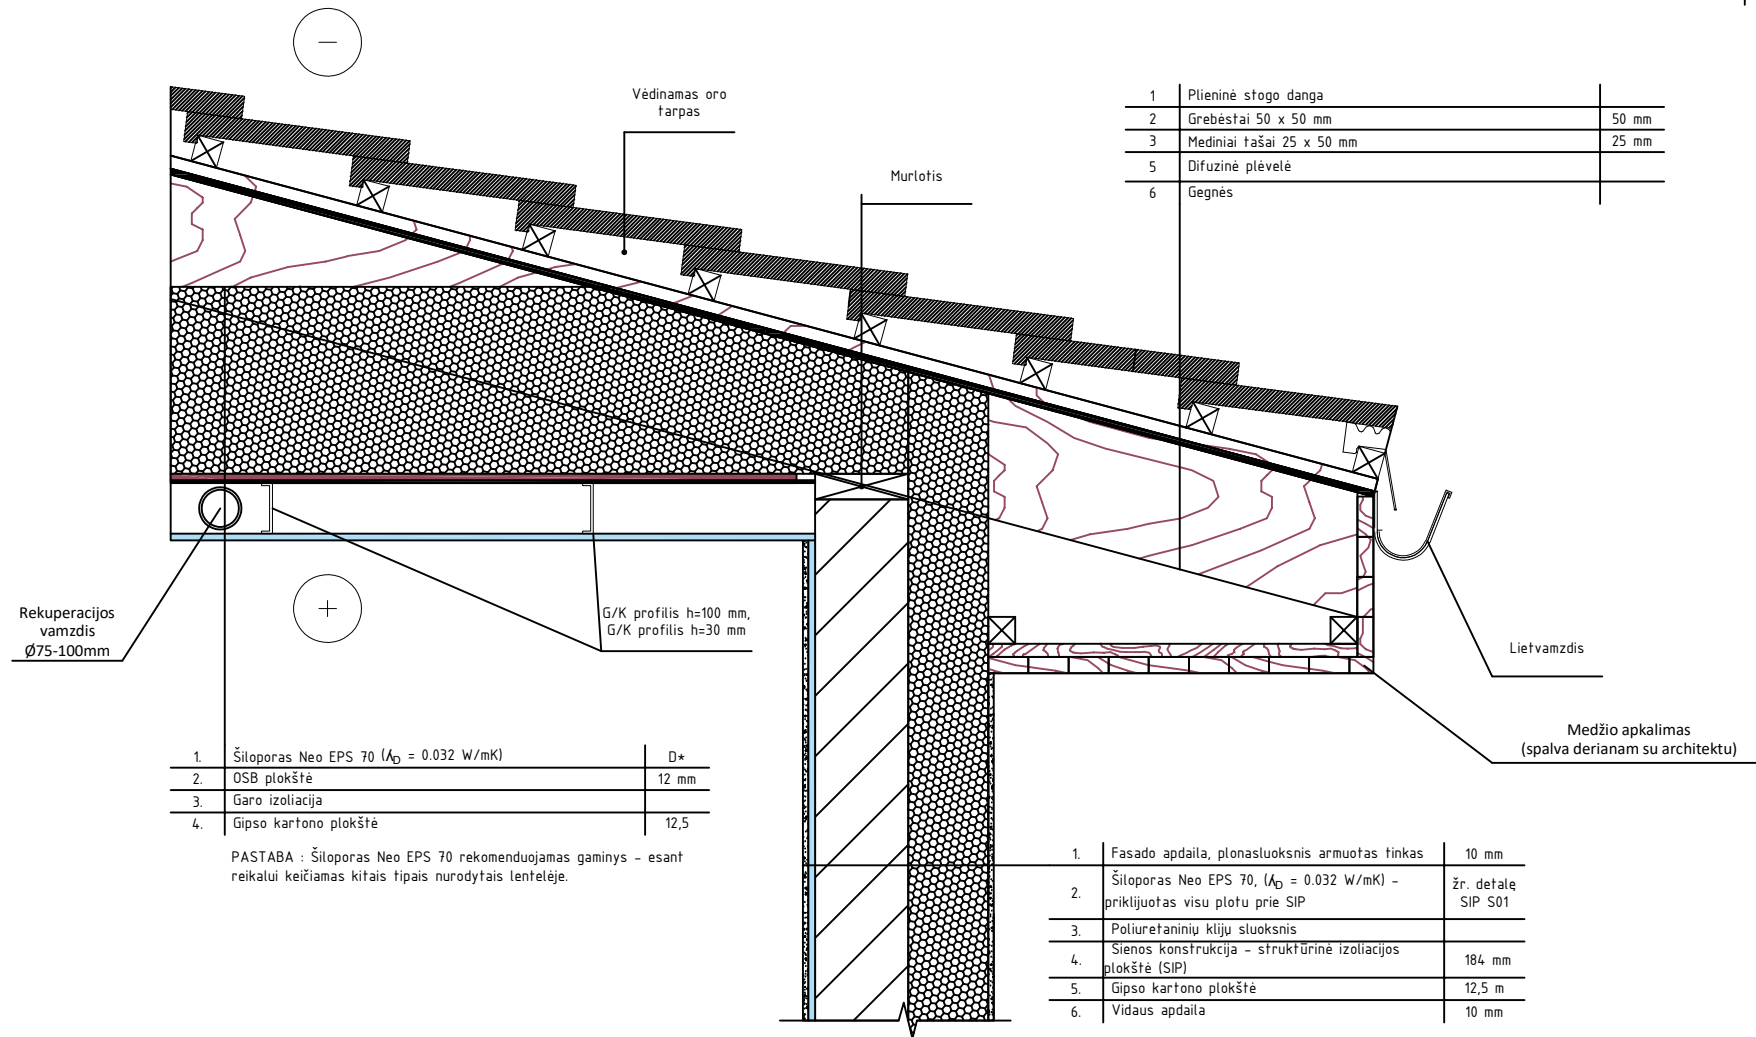 Vėdinamas oro
tarpas
Murlotis
1 Plieninė stogo danga
2 Grebėstai 50 x 50 mm 50 mm
3 Mediniai tašai 25 x 50 mm 25 mm
5 Difuzinė plėvelė
6 Gegnės
Rekuperacijos
vamzdis
Ø75-100mm
G/K profilis h=100 mm,
G/K profilis h=30 mm
Lietvamzdis
Medžio apkalimas
(spalva derianam su architektu)
1. Šiloporas Neo EPS 70 (λD = 0.032 W/mK) D*
2. OSB plokštė 12 mm
3. Garo izoliacija
4. Gipso kartono plokštė 12,5
PASTABA : Šiloporas Neo EPS 70 rekomenduojamas gaminys - esant
reikalui keičiamas kitais tipais nurodytais lentelėje.
1. Fasado apdaila, plonasluoksnis armuotas tinkas 10 mm
2. Šiloporas Neo EPS 70, (λD = 0.032 W/mK) -
priklijuotas visu plotu prie SIP
žr. detalę
SIP S01
3. Poliuretaninių klijų sluoksnis
4. Sienos konstrukcija - struktūrinė izoliacijos
plokštė (SIP) 184 mm
5. Gipso kartono plokštė 12,5 m
6. Vidaus apdaila 10 mm